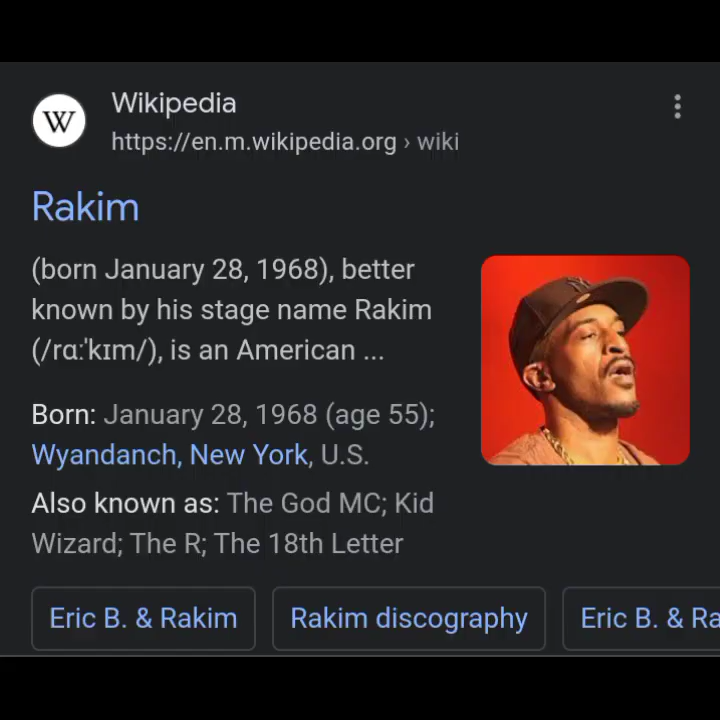 W
Wikipedia
https://en.m.wikipedia.org › wiki
Rakim
(born January 28, 1968), better
known by his stage name Rakim
(/rɑːˈkɪm/), is an American ...
Born: January 28, 1968 (age 55);
Wyandanch, New York, U.S.
Also known as: The God MC; Kid
Wizard; The R; The 18th Letter
Eric B. & Rakim
Rakim discography
Eric B. & Ra